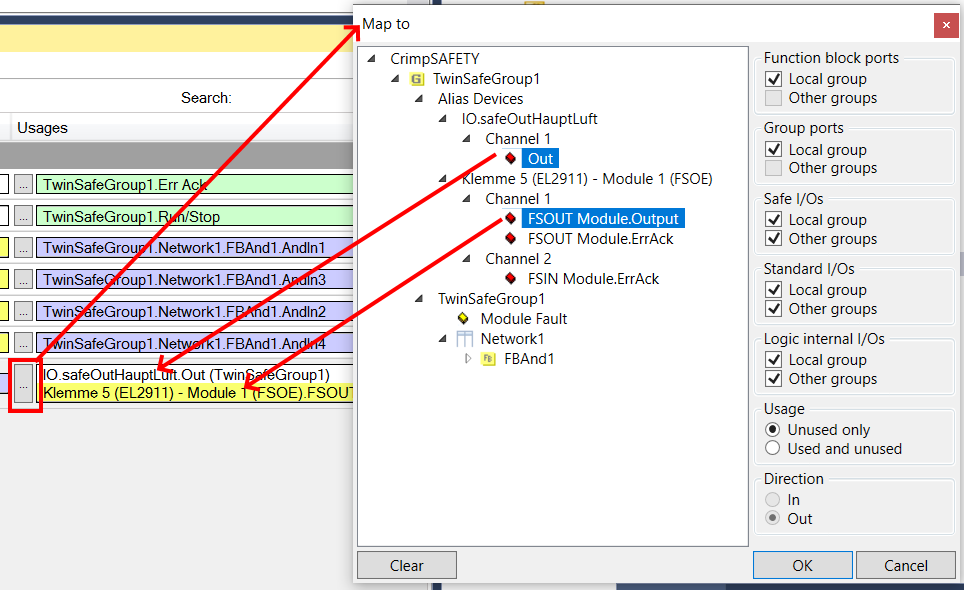 Search:
Usages
...
TwinSafeGroup1.Err Ack
...
TwinSafeGroup1.Run/Stop
...
TwinSafeGroup1.Network1.FBAnd1.AndIn1
...
TwinSafeGroup1.Network1.FBAnd1.AndIn3
...
TwinSafeGroup1.Network1.FBAnd1.AndIn2
...
TwinSafeGroup1.Network1.FBAnd1.AndIn4
...
IO.safeOutHauptLuft.Out (TwinSafeGroup1)
Klemme 5 (EL2911) - Module 1 (FSOE).FSOUT
Map to
CrimpSAFETY
G TwinSafeGroup1
Alias Devices
IO.safeOutHauptLuft
Channel 1
Out
Klemme 5 (EL2911) - Module 1 (FSOE)
Channel 1
FSOUT Module.Output
FSOUT Module.ErrAck
Channel 2
FSIN Module.ErrAck
TwinSafeGroup1
Module Fault
Network1
FBAnd1
Clear
Function block ports
Local group
Other groups
Group ports
Local group
Other groups
Safe I/Os
Local group
Other groups
Standard I/Os
Local group
Other groups
Logic internal I/Os
Local group
Other groups
Usage
Unused only
Used and unused
Direction
In
Out
OK
Cancel